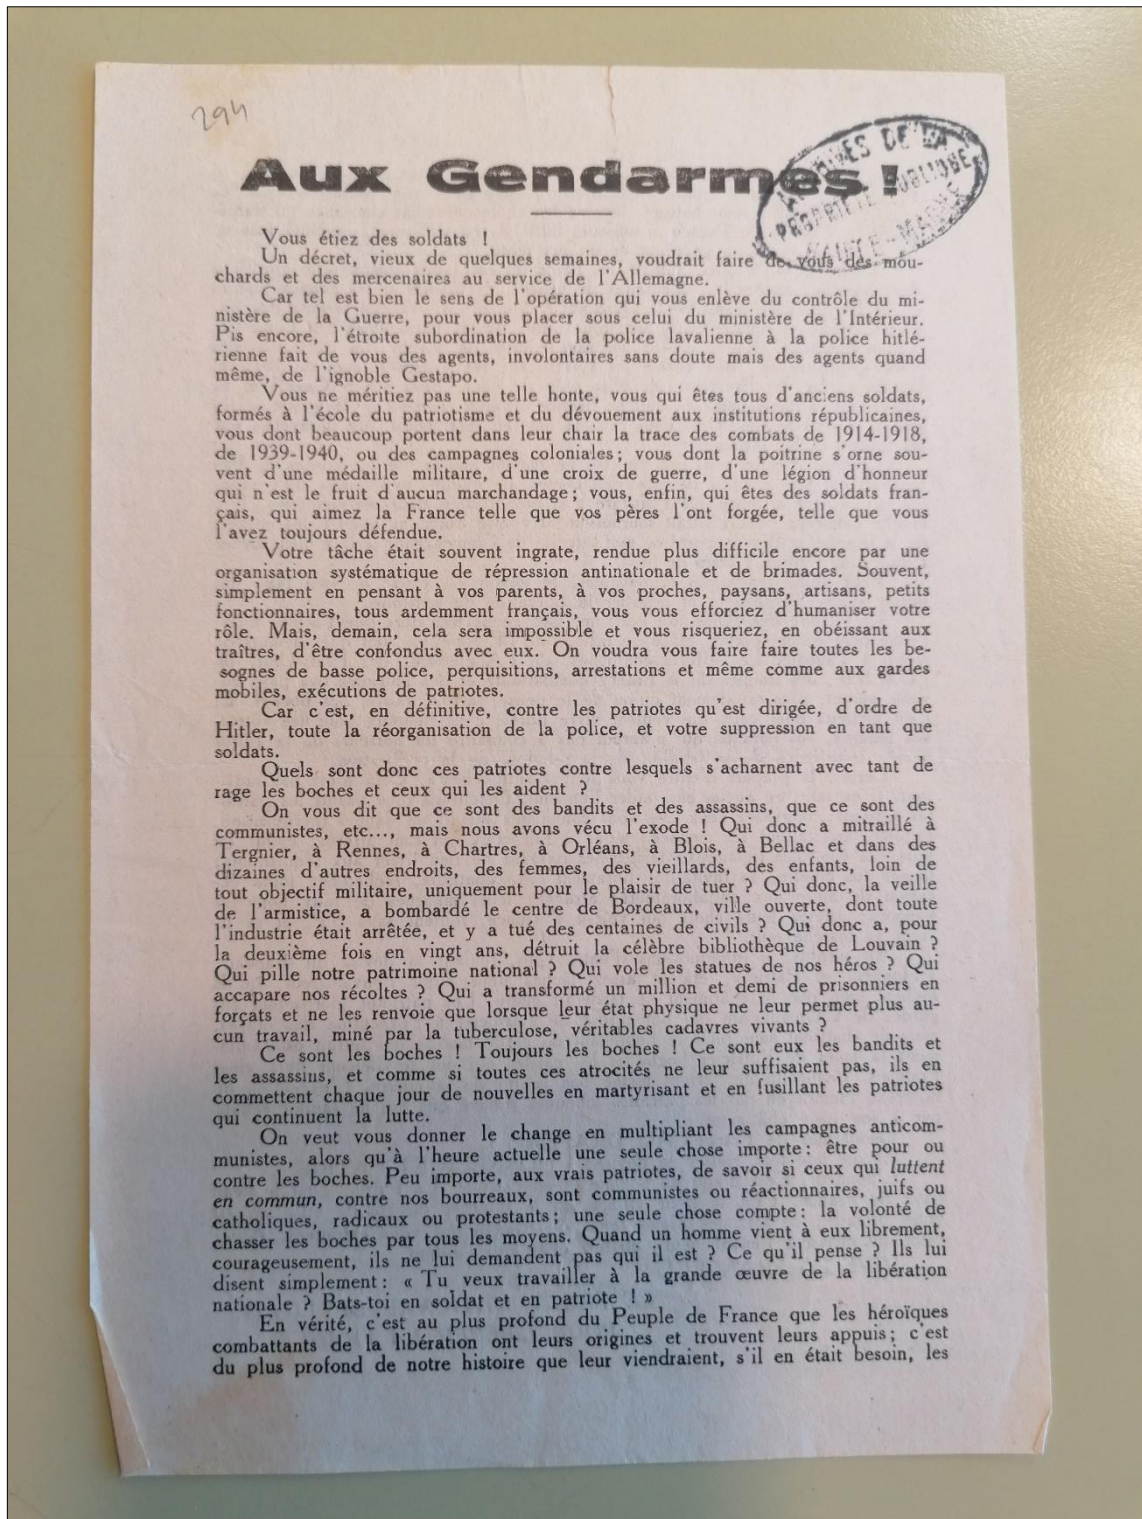 294
Aux Gendarmes !
ARCHIVES DE LA
PROPRIÉTÉ PUBLIQUE
MARNE
Vous étiez des soldats !
Un décret, vieux de quelques semaines, voudrait faire de vous des mou-
chards et des mercenaires au service de l'Allemagne.
Car tel est bien le sens de l'opération qui vous enlève du contrôle du mi-
nistère de la Guerre, pour vous placer sous celui du ministère de l'Intérieur.
Pis encore, l'étroite subordination de la police lavalienne à la police hitlé-
rienne fait de vous des agents, involontaires sans doute mais des agents quand
même, de l'ignoble Gestapo.
Vous ne méritiez pas une telle honte, vous qui êtes tous d'anciens soldats,
formés à l'école du patriotisme et du dévouement aux institutions républicaines,
vous dont beaucoup portent dans leur chair la trace des combats de 1914-1918,
de 1939-1940, ou des campagnes coloniales; vous dont la poitrine s'orne sou-
vent d'une médaille militaire, d'une croix de guerre, d'une légion d'honneur
qui n'est le fruit d'aucun marchandage; vous, enfin, qui êtes des soldats fran-
çais, qui aimez la France telle que vos pères l'ont forgée, telle que vous
l'avez toujours défendue.
Votre tâche était souvent ingrate, rendue plus difficile encore par une
organisation systématique de répression antinationale et de brimades. Souvent,
simplement en pensant à vos parents, à vos proches, paysans, artisans, petits
fonctionnaires, tous ardemment français, vous vous efforciez d'humaniser votre
rôle. Mais, demain, cela sera impossible et vous risqueriez, en obéissant aux
traîtres, d'être confondus avec eux. On voudra vous faire faire toutes les be-
sognes de basse police, perquisitions, arrestations et même comme aux gardes
mobiles, exécutions de patriotes.
Car c'est, en définitive, contre les patriotes qu'est dirigée, d'ordre de
Hitler, toute la réorganisation de la police, et votre suppression en tant que
soldats.
Quels sont donc ces patriotes contre lesquels s'acharnent avec tant de
rage les boches et ceux qui les aident ?
On vous dit que ce sont des bandits et des assassins, que ce sont des
communistes, etc..., mais nous avons vécu l'exode ! Qui donc a mitraillé à
Tergnier, à Rennes, à Chartres, à Orléans, à Blois, à Bellac et dans des
dizaines d'autres endroits, des femmes, des vieillards, des enfants, loin de
tout objectif militaire, uniquement pour le plaisir de tuer ? Qui donc, la veille
de l'armistice, a bombardé le centre de Bordeaux, ville ouverte, dont toute
l'industrie était arrêtée, et y a tué des centaines de civils ? Qui donc a, pour
la deuxième fois en vingt ans, détruit la célèbre bibliothèque de Louvain ?
Qui pille notre patrimoine national ? Qui vole les statues de nos héros ? Qui
accapare nos récoltes ? Qui a transformé un million et demi de prisonniers en
forçats et ne les renvoie que lorsque leur état physique ne leur permet plus au-
cun travail, miné par la tuberculose, véritables cadavres vivants ?
Ce sont les boches ! Toujours les boches ! Ce sont eux les bandits et
les assassins, et comme si toutes ces atrocités ne leur suffisaient pas, ils en
commettent chaque jour de nouvelles en martyrisant et en fusillant les patriotes
qui continuent la lutte.
On veut vous donner le change en multipliant les campagnes anticom-
munistes, alors qu'à l'heure actuelle une seule chose importe: être pour ou
contre les boches. Peu importe, aux vrais patriotes, de savoir si ceux qui luttent
en commun, contre nos bourreaux, sont communistes ou réactionnaires, juifs ou
catholiques, radicaux ou protestants; une seule chose compte: la volonté de
chasser les boches par tous les moyens. Quand un homme vient à eux librement,
courageusement, ils ne lui demandent pas qui il est ? Ce qu'il pense ? Ils lui
disent simplement: « Tu veux travailler à la grande œuvre de la libération
nationale ? Bats-toi en soldat et en patriote ! »
En vérité, c'est au plus profond du Peuple de France que les héroïques
combattants de la libération ont leurs origines et trouvent leurs appuis; c'est
du plus profond de notre histoire que leur viendraient, s'il en était besoin, les